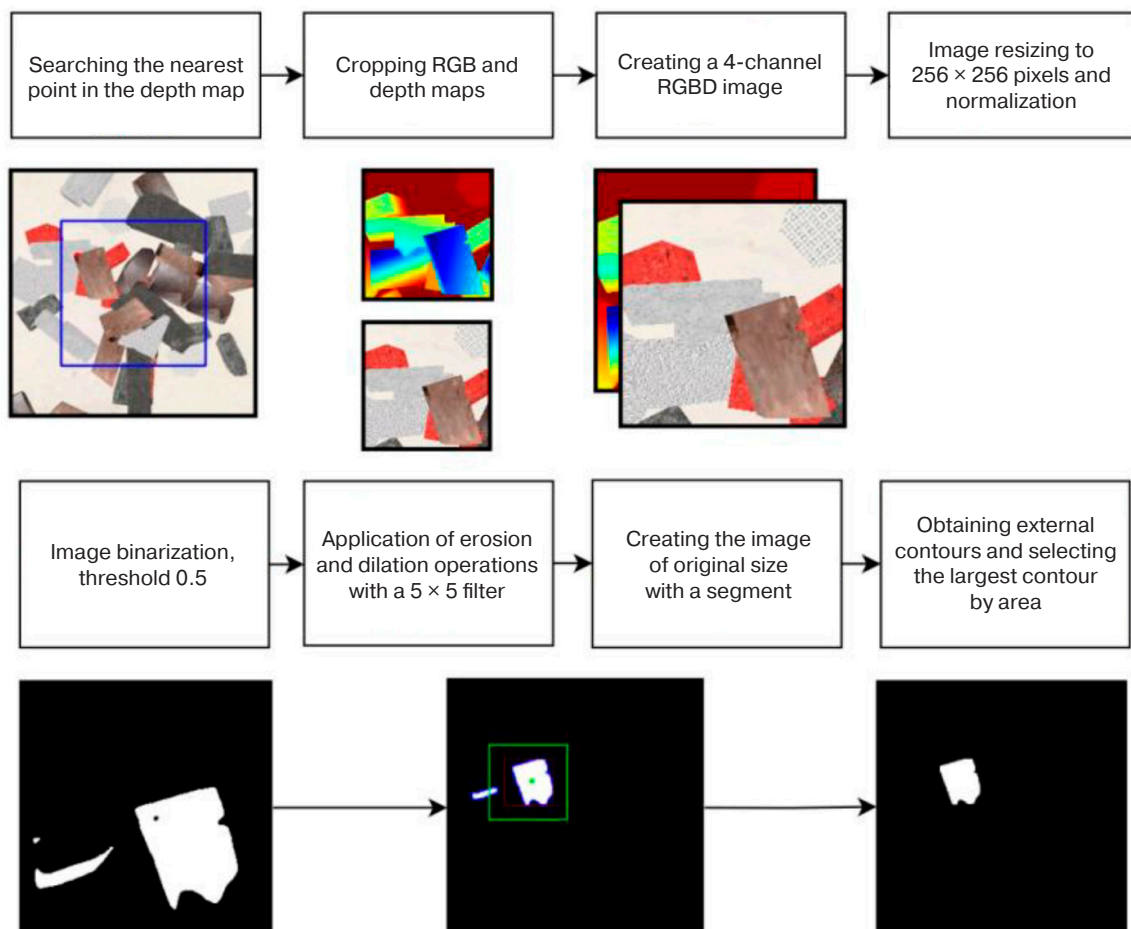 Searching the nearest
point in the depth map
Cropping RGB and
depth maps
Creating a 4-channel
RGBD image
Image resizing to
256 × 256 pixels and
normalization
Image binarization,
threshold 0.5
Application of erosion
and dilation operations
with a 5 × 5 filter
Creating the image
of original size
with a segment
Obtaining external
contours and selecting
the largest contour
by area